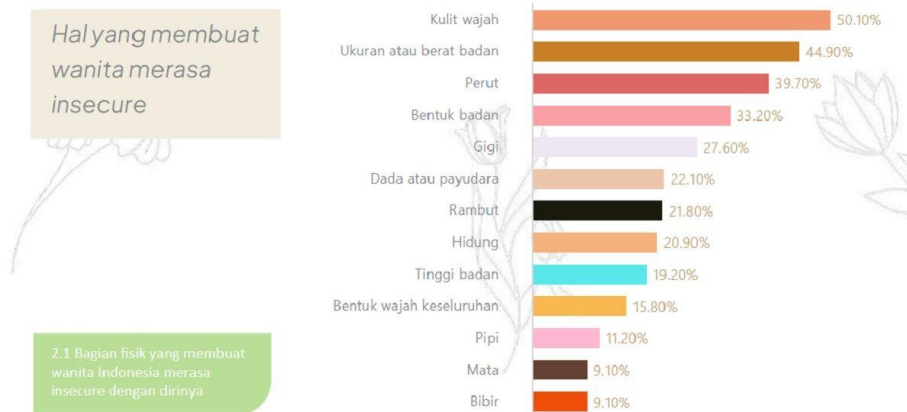 Hal yang membuat
wanita merasa
insecure
Kulit wajah 50.10%
Ukuran atau berat badan 44.90%
Perut 39.70%
Bentuk badan 33.20%
Gigi 27.60%
Dada atau payudara 22.10%
Rambut 21.80%
Hidung 20.90%
Tinggi badan 19.20%
Bentuk wajah keseluruhan 15.80%
Pipi 11.20%
Mata 9.10%
Bibir 9.10%
2.1 Bagian fisik yang membuat
wanita Indonesia merasa
insecure dengan dirinya